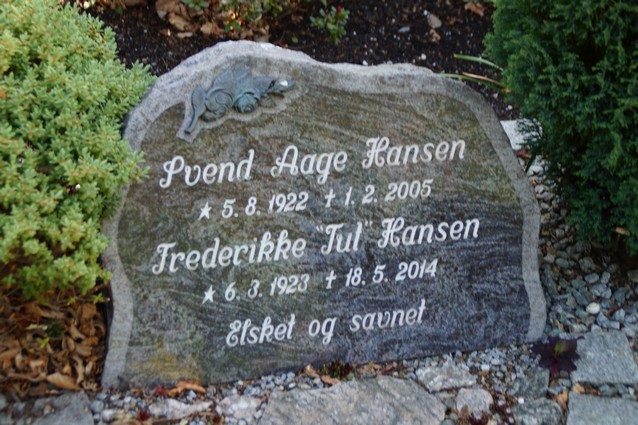 Svend Aage Hansen
★ 5. 8. 1922 ✝ 1. 2. 2005
Frederikke "Tul" Hansen
★ 6. 3. 1923 ✝ 18. 5. 2014
Elsket og savnet